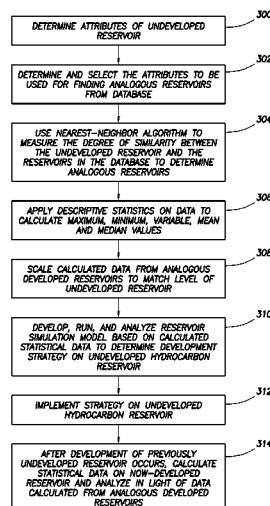 300
DETERMINE ATTRIBUTES OF UNDEVELOPED
RESERVOIR
302
DETERMINE AND SELECT THE ATTRIBUTES TO BE
USED FOR FINDING ANALOGOUS RESERVOIRS
FROM DATABASE
304
USE NEAREST-NEIGHBOR ALGORITHM TO
MEASURE THE DEGREE OF SIMILARITY BETWEEN
THE UNDEVELOPED RESERVOIR AND THE
RESERVOIRS IN THE DATABASE TO DETERMINE
ANALOGOUS RESERVOIRS
306
APPLY DESCRIPTIVE STATISTICS ON DATA TO
CALCULATE MAXIMUM, MINIMUM, VARIABLE, MEAN
AND MEDIAN VALUES
308
SCALE CALCULATED DATA FROM ANALOGOUS
DEVELOPED RESERVOIRS TO MATCH LEVEL OF
UNDEVELOPED RESERVOIR
310
DEVELOP, RUN, AND ANALYZE RESERVOIR
SIMULATION MODEL BASED ON CALCULATED
STATISTICAL DATA TO DETERMINE DEVELOPMENT
STRATEGY ON UNDEVELOPED HYDROCARBON
RESERVOIR
312
IMPLEMENT STRATEGY ON UNDEVELOPED
HYDROCARBON RESERVOIR
314
AFTER DEVELOPMENT OF PREVIOUSLY
UNDEVELOPED RESERVOIR OCCURS, CALCULATE
STATISTICAL DATA ON NOW-DEVELOPED
RESERVOIR AND ANALYZE IN LIGHT OF DATA
CALCULATED FROM ANALOGOUS DEVELOPED
RESERVOIRS